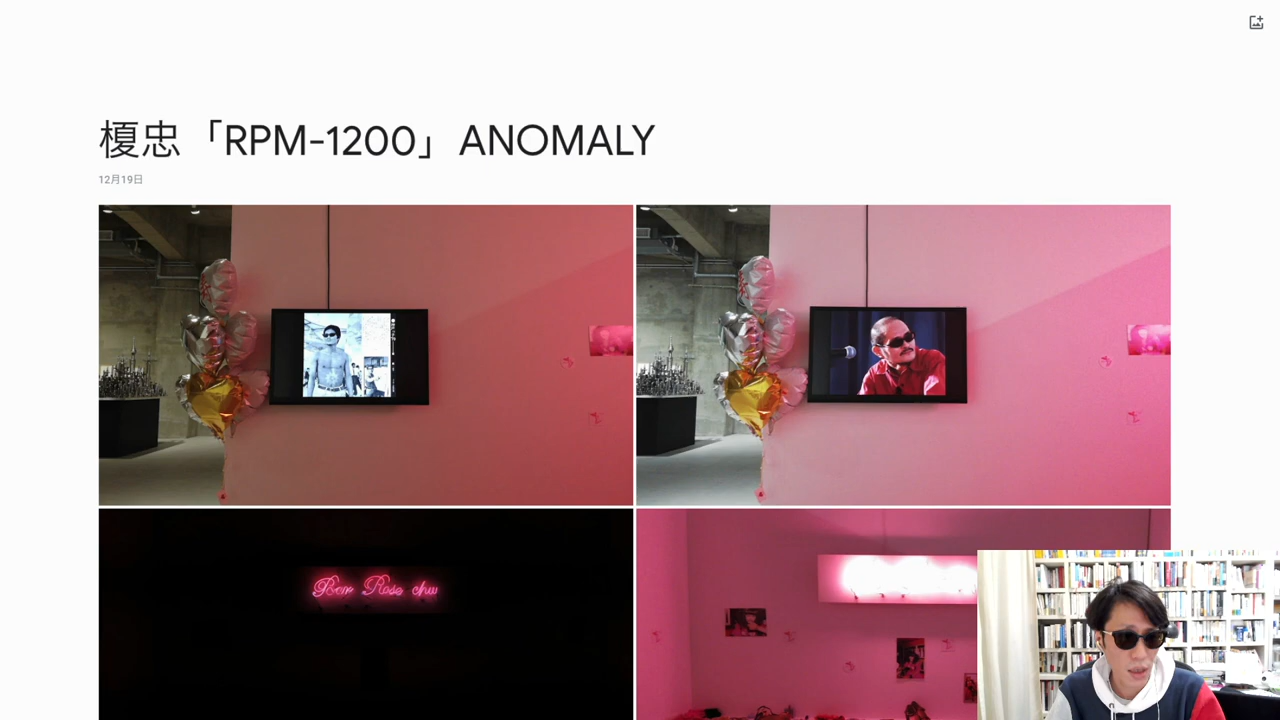 榎忠「RPM-1200」ANOMALY
12月19日
Bar Rose chu